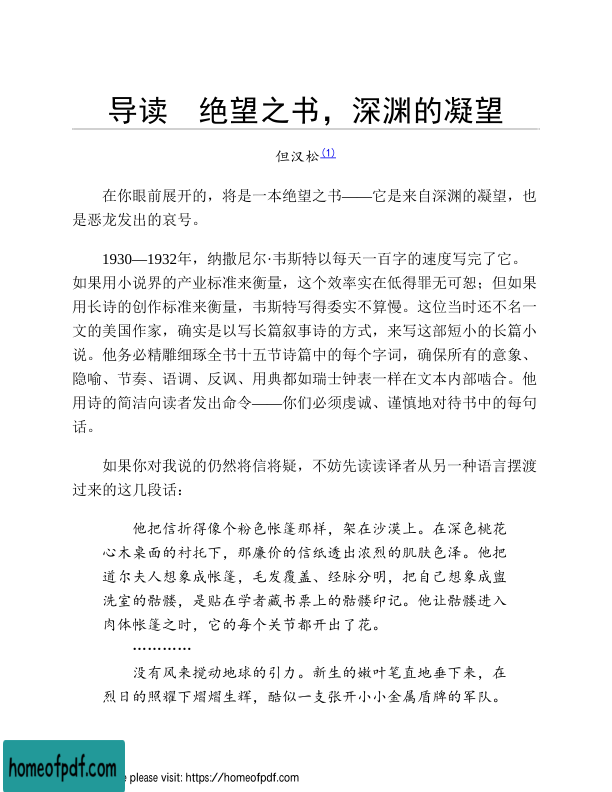 导读　绝望之书，深渊的凝望
但汉松(1)
在你眼前展开的，将是一本绝望之书——它是来自深渊的凝望，也
是恶龙发出的哀号。
1930—1932年，纳撒尼尔·韦斯特以每天一百字的速度写完了它。
如果用小说界的产业标准来衡量，这个效率实在低得罪无可恕；但如果
用长诗的创作标准来衡量，韦斯特写得委实不算慢。这位当时还不名一
文的美国作家，确实是以写长篇叙事诗的方式，来写这部短小的长篇小
说。他务必精雕细琢全书十五节诗篇中的每个字词，确保所有的意象、
隐喻、节奏、语调、反讽、用典都如瑞士钟表一样在文本内部啮合。他
用诗的简洁向读者发出命令——你们必须虔诚、谨慎地对待书中的每句
话。
如果你对我说的仍然将信将疑，不妨先读读译者从另一种语言摆渡
过来的这几段话：
他把信折得像个粉色帐篷那样，架在沙漠上。在深色桃花
心木桌面的衬托下，那廉价的信纸透出浓烈的肌肤色泽。他把
道尔夫人想象成帐篷，毛发覆盖、经脉分明，把自己想象成盥
洗室的骷髅，是贴在学者藏书票上的骷髅印记。他让骷髅进入
肉体帐篷之时，它的每个关节都开出了花。
…………
没有风来搅动地球的引力。新生的嫩叶笔直地垂下来，在
烈日的照耀下熠熠生辉，酷似一支张开小小金属盾牌的军队。
homeofpdf.com
e please visit: https://homeofpdf.com